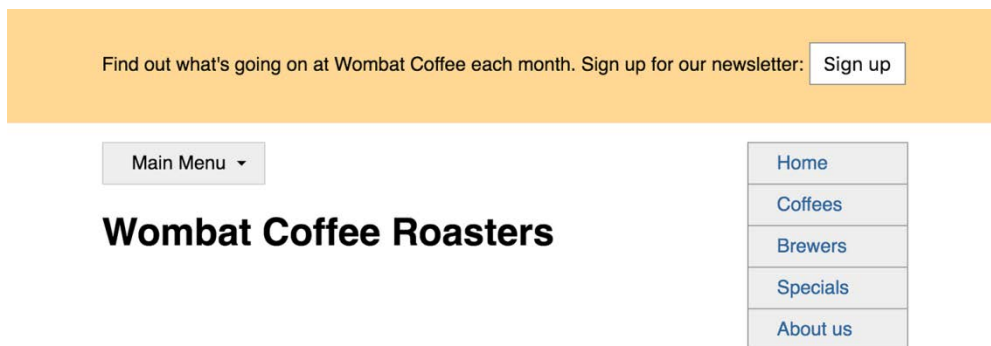 Find out what's going on at Wombat Coffee each month. Sign up for our newsletter: Sign up
Main Menu
Wombat Coffee Roasters
Home
Coffees
Brewers
Specials
About us